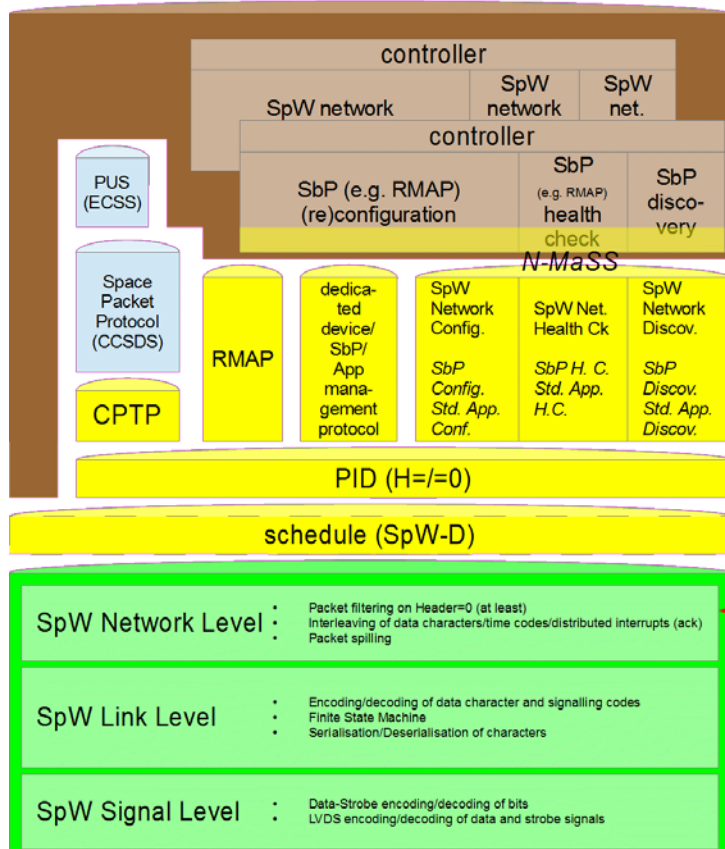 controller
SpW network
SpW
network
SpW
net.
controller
SbP (e.g. RMAP)
(re)configuration
SbP
(e.g. RMAP)
health
check
SbP
disco-
very
PUS
(ECSS)
Space
Packet
Protocol
(CCSDS)
CPTP
RMAP
dedica-
ted
device/
SbP/
App
mana-
gement
protocol
N-MaSS
SpW
Network
Config.
SbP
Config.
Std. App.
Conf.
SpW Net.
Health Ck
SbP H. C.
Std. App.
H.C.
SpW
Network
Discov.
SbP
Discov.
Std. App.
Discov.
PID (H=/=0)
schedule (SpW-D)
SpW Network Level
• Packet filtering on Header=0 (at least)
• Interleaving of data characters/time codes/distributed interrupts (ack)
• Packet spilling
SpW Link Level
• Encoding/decoding of data character and signalling codes
• Finite State Machine
• Serialisation/Deserialisation of characters
SpW Signal Level
• Data-Strobe encoding/decoding of bits
• LVDS encoding/decoding of data and strobe signals